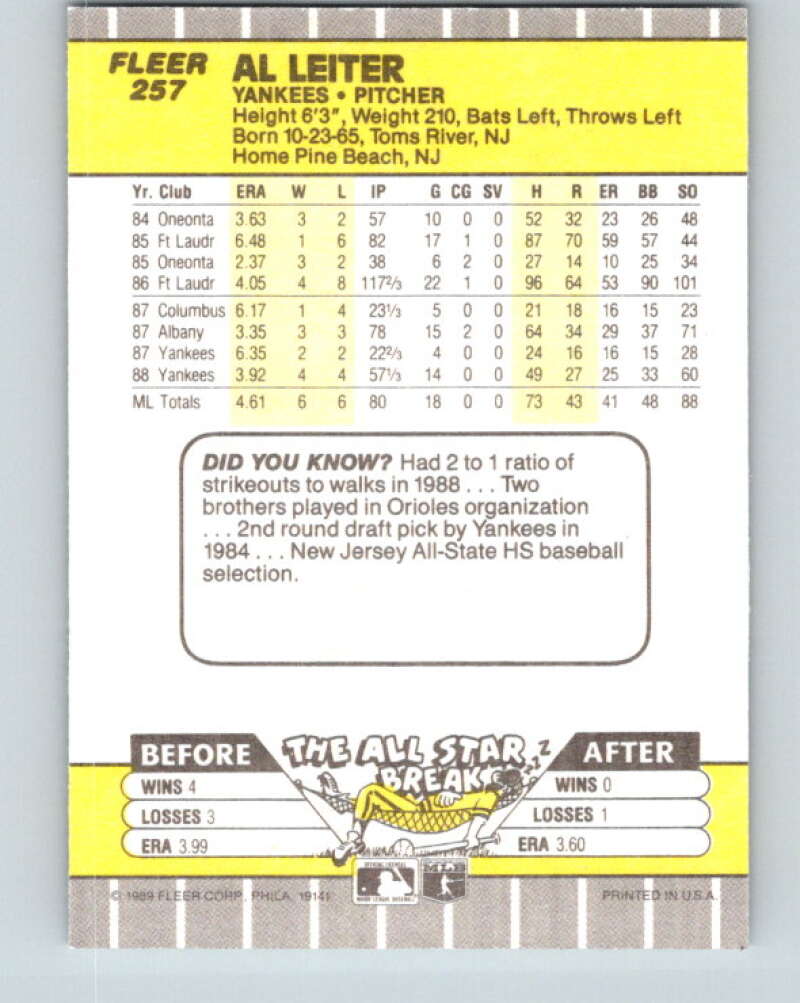 FLEER
257
AL LEITER
YANKEES • PITCHER
Height 6'3", Weight 210, Bats Left, Throws Left
Born 10-23-65, Toms River, NJ
Home Pine Beach, NJ
Yr. Club ERA W L IP G CG SV H R ER BB SO
84 Oneonta 3.63 3 2 57 10 0 0 52 32 23 26 48
85 Ft Laudr 6.48 1 6 82 17 1 0 87 70 59 57 44
85 Oneonta 2.37 3 2 38 6 2 0 27 14 10 25 34
86 Ft Laudr 4.05 4 8 117⅔ 22 1 0 96 64 53 90 101
87 Columbus 6.17 1 4 23⅓ 5 0 0 21 18 16 15 23
87 Albany 3.35 3 3 78 15 2 0 64 34 29 37 71
87 Yankees 6.35 2 2 22⅔ 4 0 0 24 16 16 15 28
88 Yankees 3.92 4 4 57⅓ 14 0 0 49 27 25 33 60
ML Totals 4.61 6 6 80 18 0 0 73 43 41 48 88
DID YOU KNOW? Had 2 to 1 ratio of
strikeouts to walks in 1988 . . . Two
brothers played in Orioles organization
. . . 2nd round draft pick by Yankees in
1984 . . . New Jersey All-State HS baseball
selection.
BEFORE THE ALL STAR BREAK AFTER
WINS 4 WINS 0
LOSSES 3 LOSSES 1
ERA 3.99 ERA 3.60
© 1989 FLEER CORP., PHILA. 19141 PRINTED IN U.S.A.